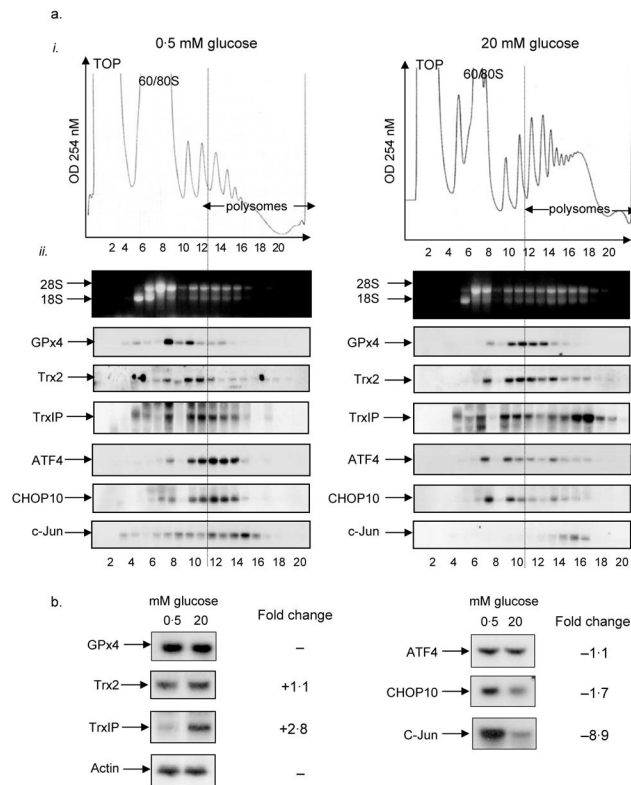 a.
i.
0·5 mM glucose
20 mM glucose
TOP
60/80S
OD 254 nM
polysomes
2 4 6 8 10 12 14 16 18 20
TOP
60/80S
OD 254 nM
polysomes
2 4 6 8 10 12 14 16 18 20
ii.
28S
18S
GPx4
Trx2
TrxIP
ATF4
CHOP10
c-Jun
2 4 6 8 10 12 14 16 18 20
28S
18S
GPx4
Trx2
TrxIP
ATF4
CHOP10
c-Jun
2 4 6 8 10 12 14 16 18 20
b.
mM glucose
0·5 20 Fold change
GPx4 –
Trx2 +1·1
TrxIP +2·8
Actin –
mM glucose
0·5 20 Fold change
ATF4 –1·1
CHOP10 –1·7
C-Jun –8·9